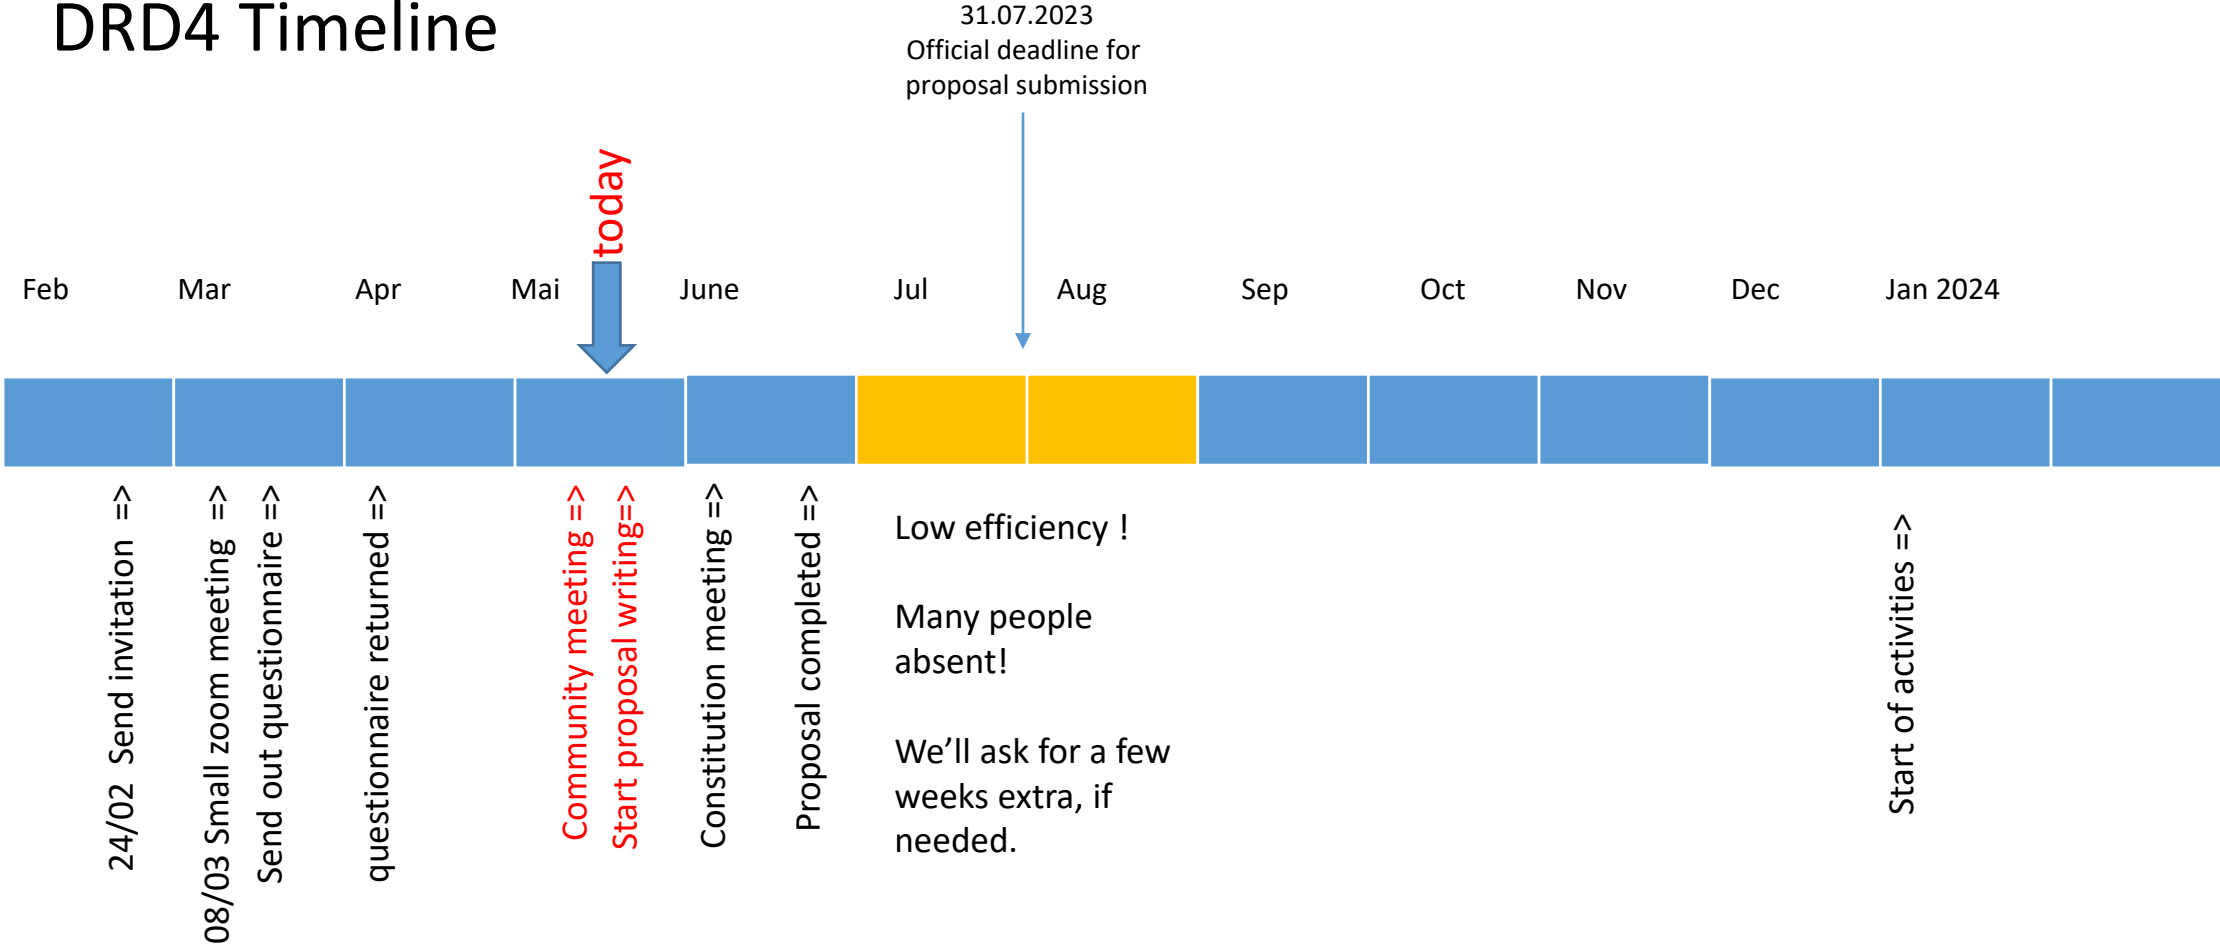 DRD4 Timeline
31.07.2023
Official deadline for
proposal submission
today
Feb
Mar
Apr
Mai
June
Jul
Aug
Sep
Oct
Nov
Dec
Jan 2024
24/02  Send invitation  =>
08/03 Small zoom meeting  =>
Send out questionnaire =>
questionnaire returned =>
Community meeting =>
Start proposal writing=>
Constitution meeting =>
Proposal completed =>
Low efficiency !
Many people
absent!
We’ll ask for a few
weeks extra, if
needed.
Start of activities =>